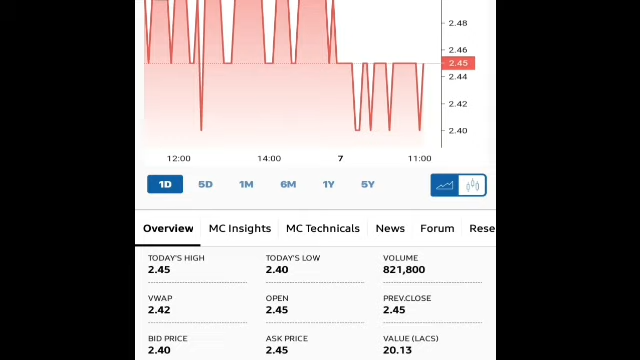 2.48
2.46
2.45
2.44
2.42
2.40
12:00 14:00 7 11:00
1D 5D 1M 6M 1Y 5Y
Overview MC Insights MC Technicals News Forum Rese
TODAY'S HIGH TODAY'S LOW VOLUME
2.45 2.40 821,800
VWAP OPEN PREV.CLOSE
2.42 2.45 2.45
BID PRICE ASK PRICE VALUE (LACS)
2.40 2.45 20.13